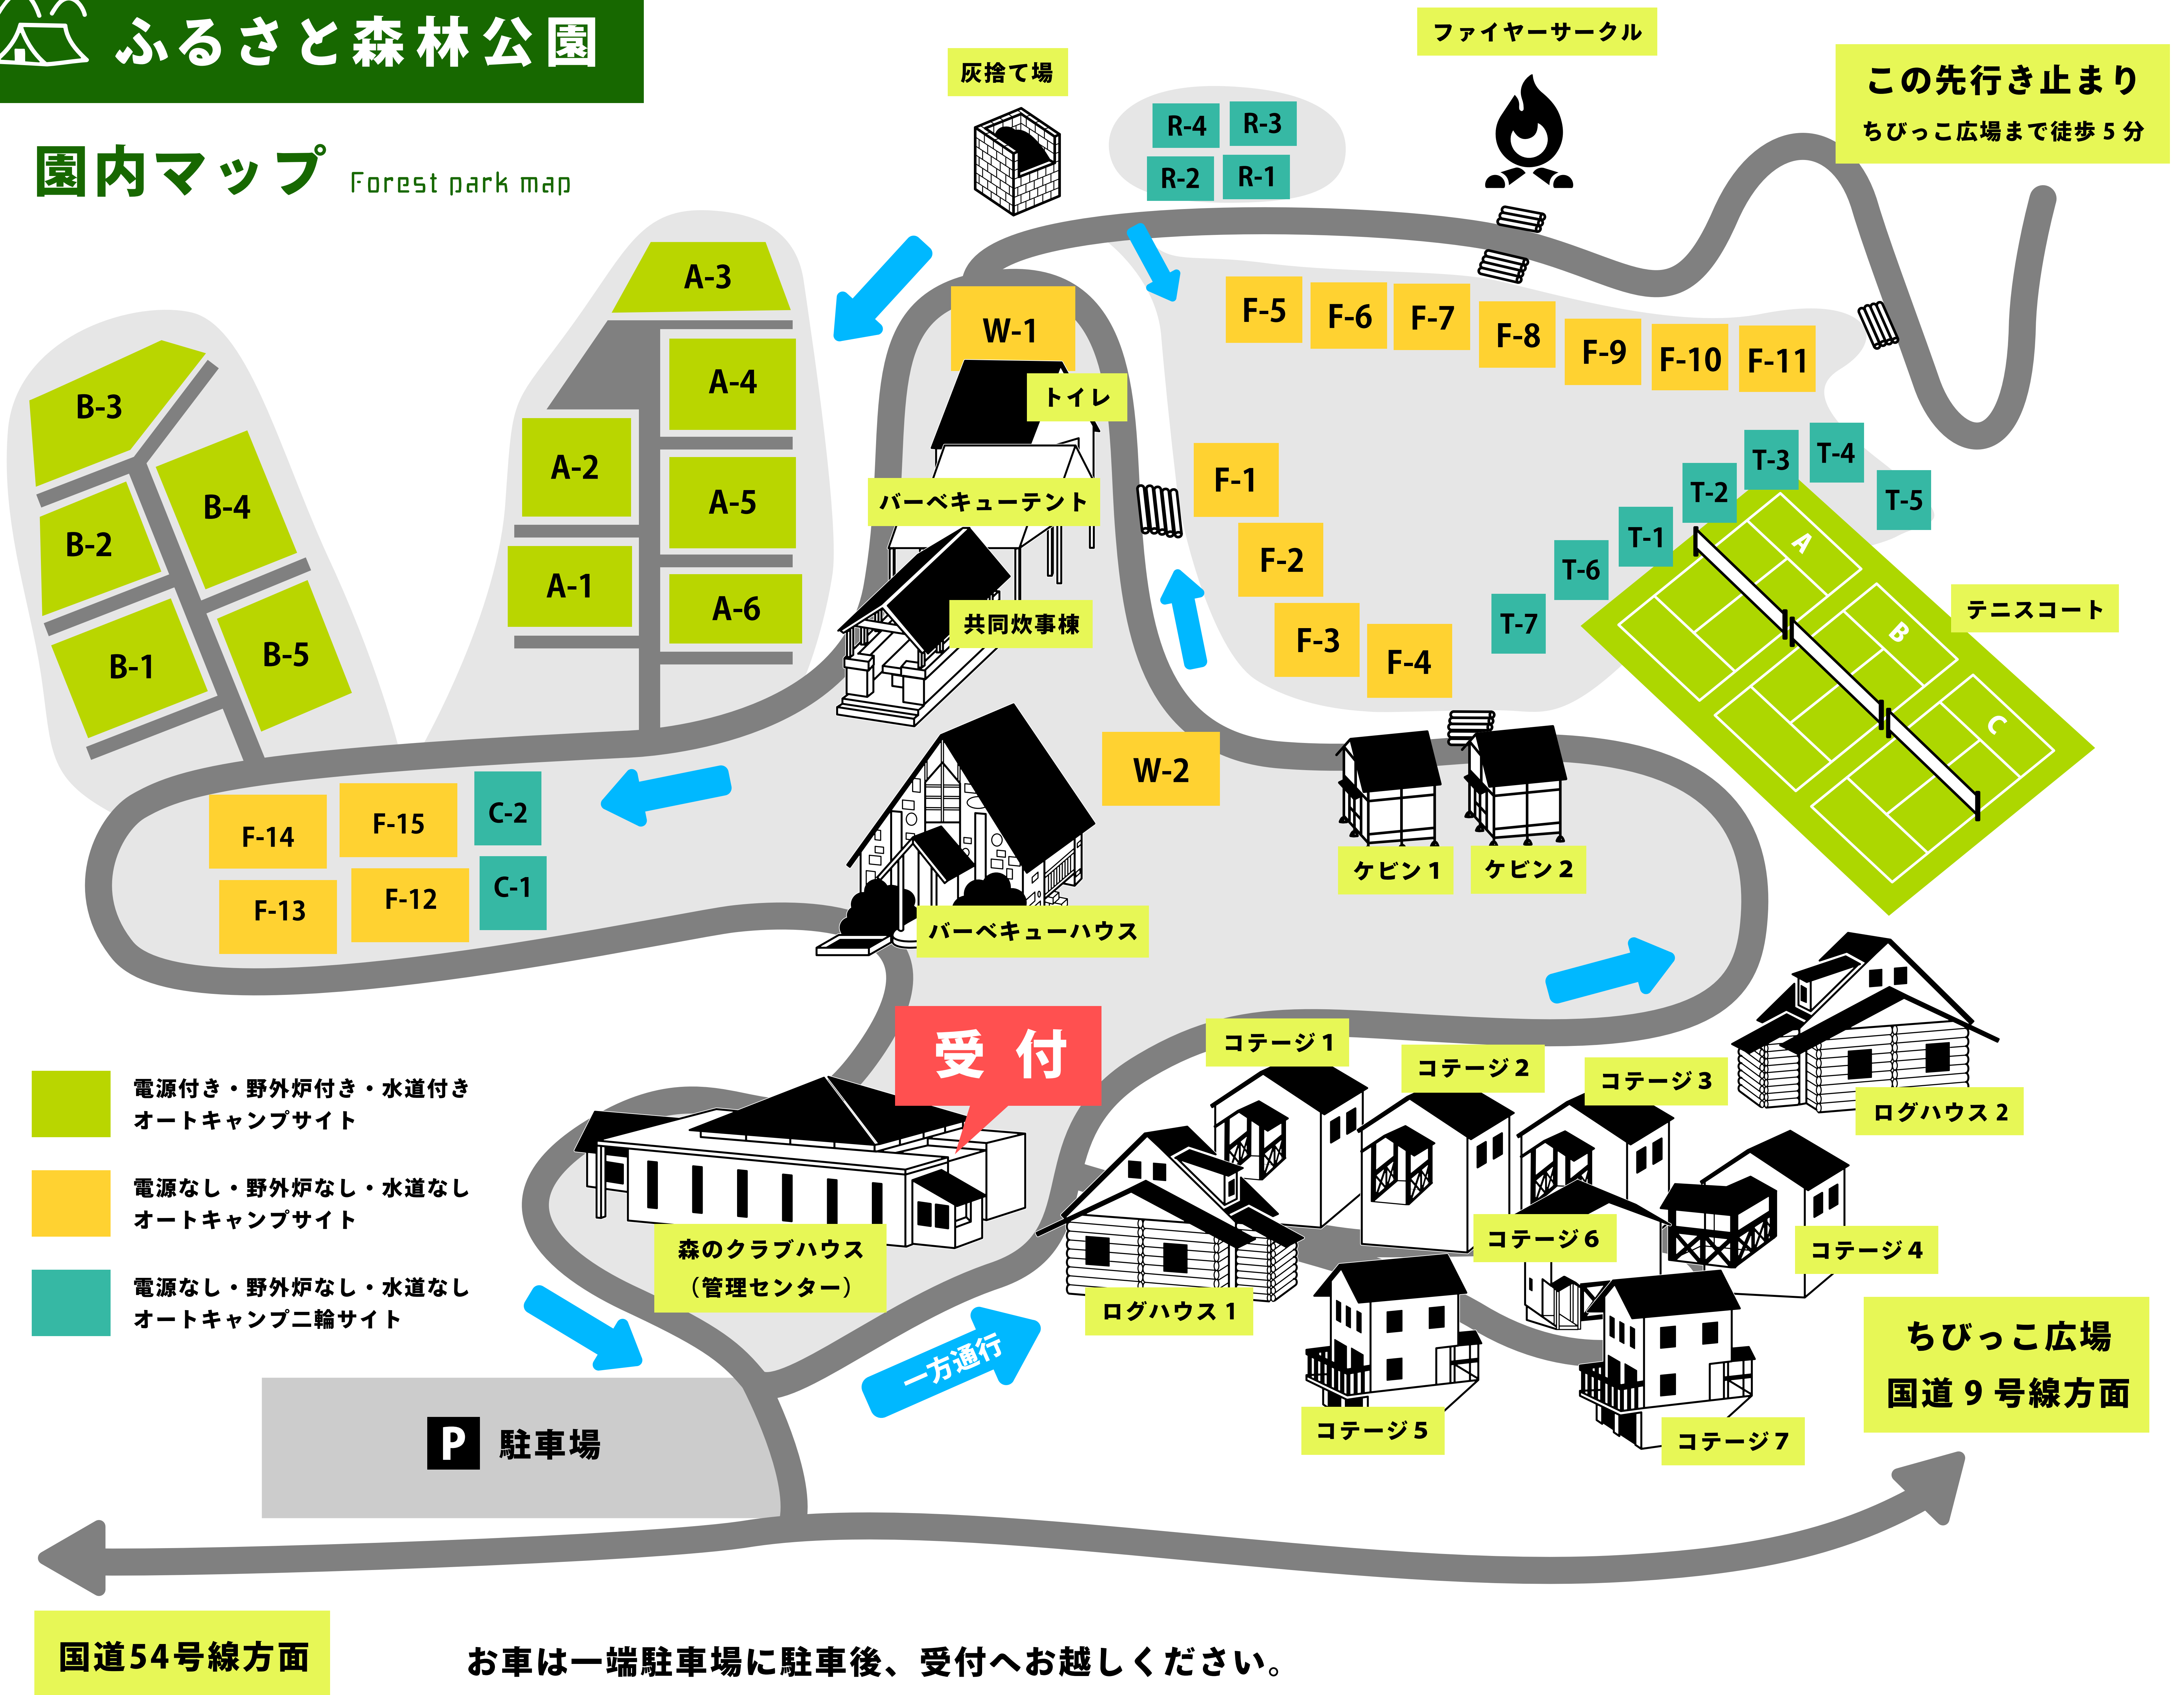 ふるさと森林公園
園内マップ Forest park map
灰捨て場
ファイヤーサークル
この先行き止まり
ちびっこ広場まで徒歩5分
R-4
R-3
R-2
R-1
A-3
A-4
A-2
A-5
A-1
A-6
B-3
B-4
B-2
B-1
B-5
W-1
トイレ
バーベキューテント
共同炊事棟
F-5
F-6
F-7
F-8
F-9
F-10
F-11
F-1
F-2
F-3
F-4
T-4
T-3
T-2
T-5
T-1
T-6
T-7
A
B
C
テニスコート
W-2
ケビン1
ケビン2
F-14
F-15
C-2
F-13
F-12
C-1
バーベキューハウス
受付
コテージ1
コテージ2
コテージ3
ログハウス2
コテージ6
コテージ4
ログハウス1
コテージ5
コテージ7
森のクラブハウス
（管理センター）
一方通行
電源付き・野外炉付き・水道付き
オートキャンプサイト
電源なし・野外炉なし・水道なし
オートキャンプサイト
電源なし・野外炉なし・水道なし
オートキャンプ二輪サイト
P 駐車場
ちびっこ広場
国道9号線方面
国道54号線方面
お車は一端駐車場に駐車後、受付へお越しください。